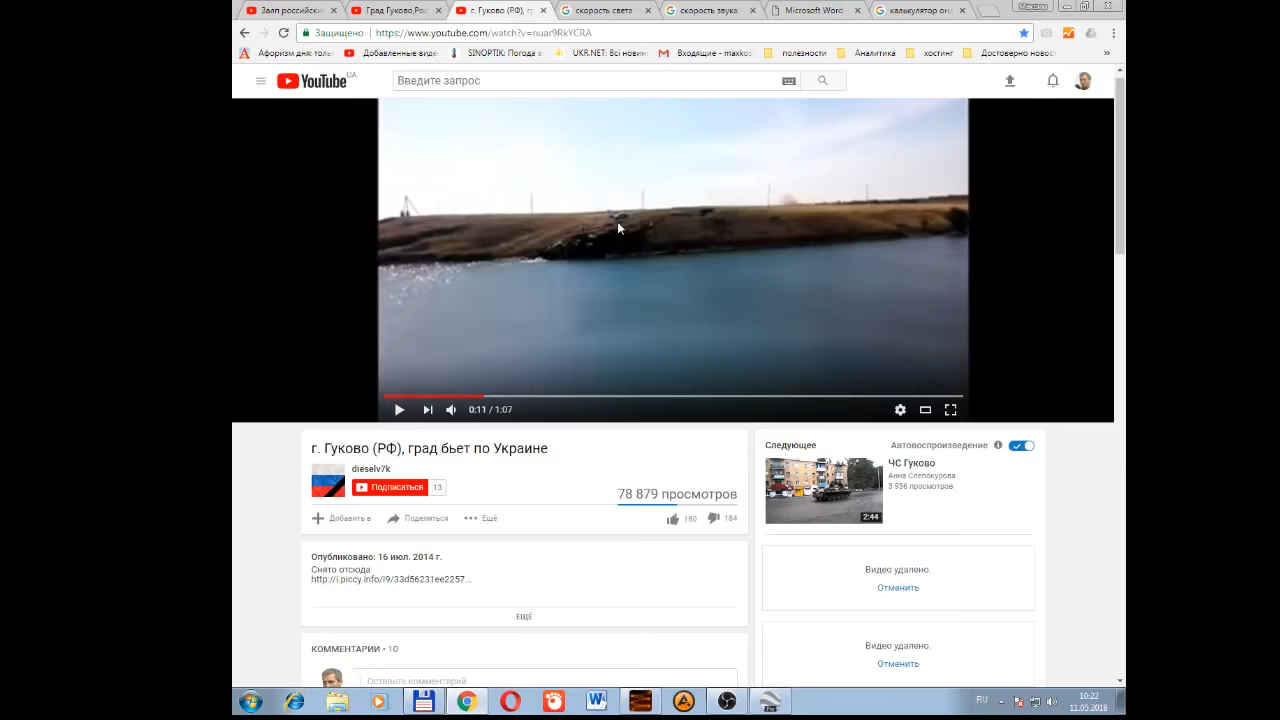 Залп российски
Град Гуково,Рос
г. Гуково (РФ), гр
скорость света
скорость звука
Microsoft Word
калькулятор он
Максим
Защищено
https://www.youtube.com/watch?v=nuar9RkYCRA
Афоризм дня: толь
Добавленные виде
SINOPTIK: Погода в
UKR.NET: Всі новин
Входящие - maxkos
полезности
Аналитика
хостинг
Достоверно новост
YouTube UA
Введите запрос
0:11 / 1:07
г. Гуково (РФ), град бьет по Украине
dieselv7k
Подписаться 13
78 879 просмотров
Добавить в
Поделиться
Ещё
180
184
Опубликовано: 16 июл. 2014 г.
Снято отсюда
http://i.piccy.info/i9/33d56231ee2257...
ЕЩЁ
КОММЕНТАРИИ • 10
Оставьте комментарий
Следующее
Автовоспроизведение
ЧС Гуково
Анна Слепокурова
3 936 просмотров
2:44
Видео удалено.
Отменить
Видео удалено.
Отменить
RU
10:22
11.05.2018